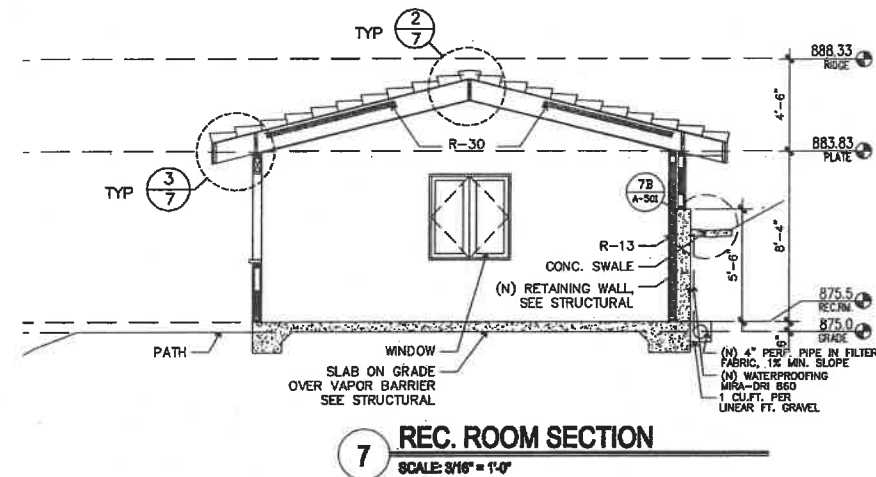 TYP
2
7
888.33
RIDGE
4'-6"
R-30
883.83
PLATE
TYP
3
7
7B
A-501
R-13
CONC. SWALE
(N) RETAINING WALL,
SEE STRUCTURAL
5'-6"
8'-4"
875.5
REC.RM.
875.0
GRADE
6"
PATH
WINDOW
SLAB ON GRADE
OVER VAPOR BARRIER
SEE STRUCTURAL
(N) 4" PERF. PIPE IN FILTER
FABRIC, 1% MIN. SLOPE
(N) WATERPROOFING
MIRA-DRI 860
1 CU.FT. PER
LINEAR FT. GRAVEL
7
REC. ROOM SECTION
SCALE: 3/16" = 1'-0"